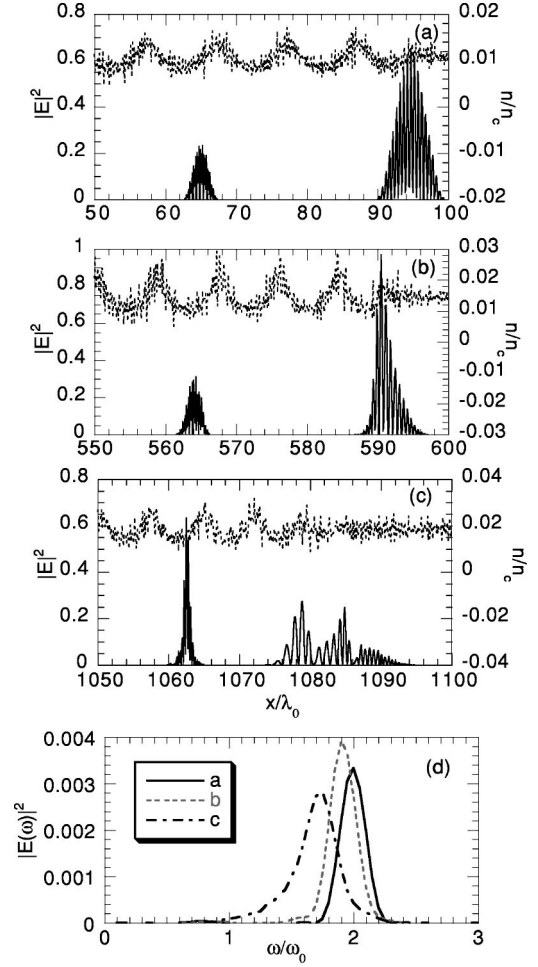 0.8
0.6
0.4
0.2
0
|E|²
(a)
0.02
0.01
0
-0.01
-0.02
n/n_c
50 60 70 80 90 100
1
0.8
0.6
0.4
0.2
0
|E|²
(b)
0.03
0.02
0.01
0
-0.01
-0.02
-0.03
n/n_c
550 560 570 580 590 600
0.8
0.6
0.4
0.2
0
|E|²
(c)
0.04
0.02
0
-0.02
-0.04
n/n_c
1050 1060 1070 1080 1090 1100
x/λ₀
0.004
0.003
0.002
0.001
0
|E(ω)|²
(d)
a
b
c
0 1 2 3
ω/ω₀